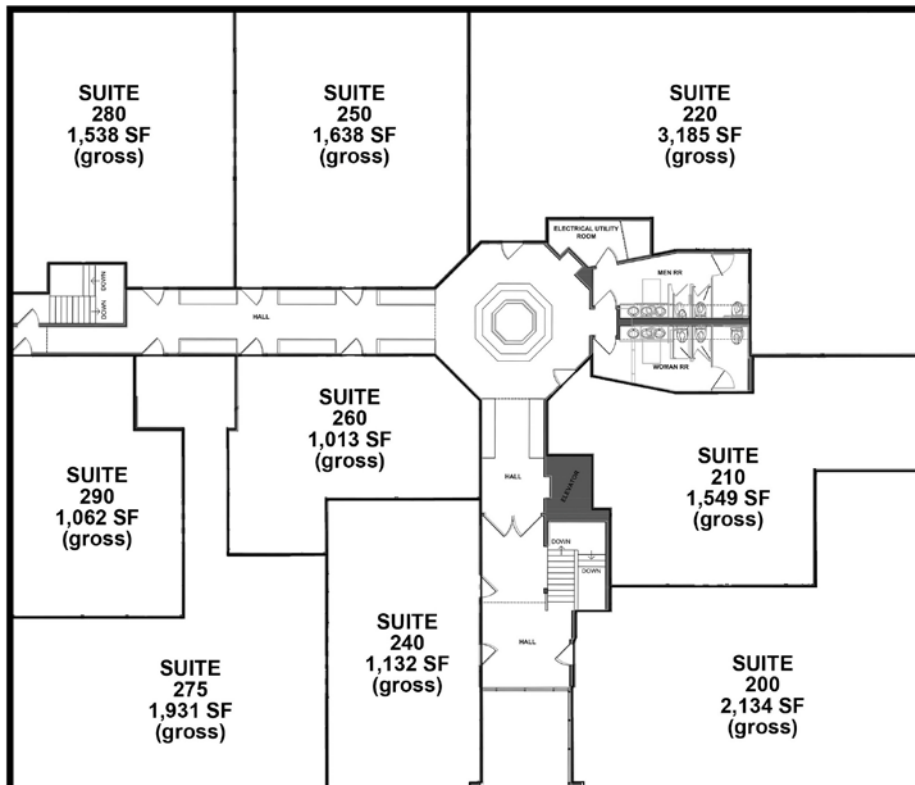 SUITE
280
1,538 SF
(gross)
SUITE
250
1,638 SF
(gross)
SUITE
220
3,185 SF
(gross)
ELECTRICAL UTILITY
ROOM
MEN RR
DOWN
DOWN
HALL
WOMAN RR
SUITE
260
1,013 SF
(gross)
SUITE
290
1,062 SF
(gross)
HALL
ELEVATOR
SUITE
210
1,549 SF
(gross)
DOWN
DOWN
SUITE
240
1,132 SF
(gross)
HALL
SUITE
275
1,931 SF
(gross)
SUITE
200
2,134 SF
(gross)